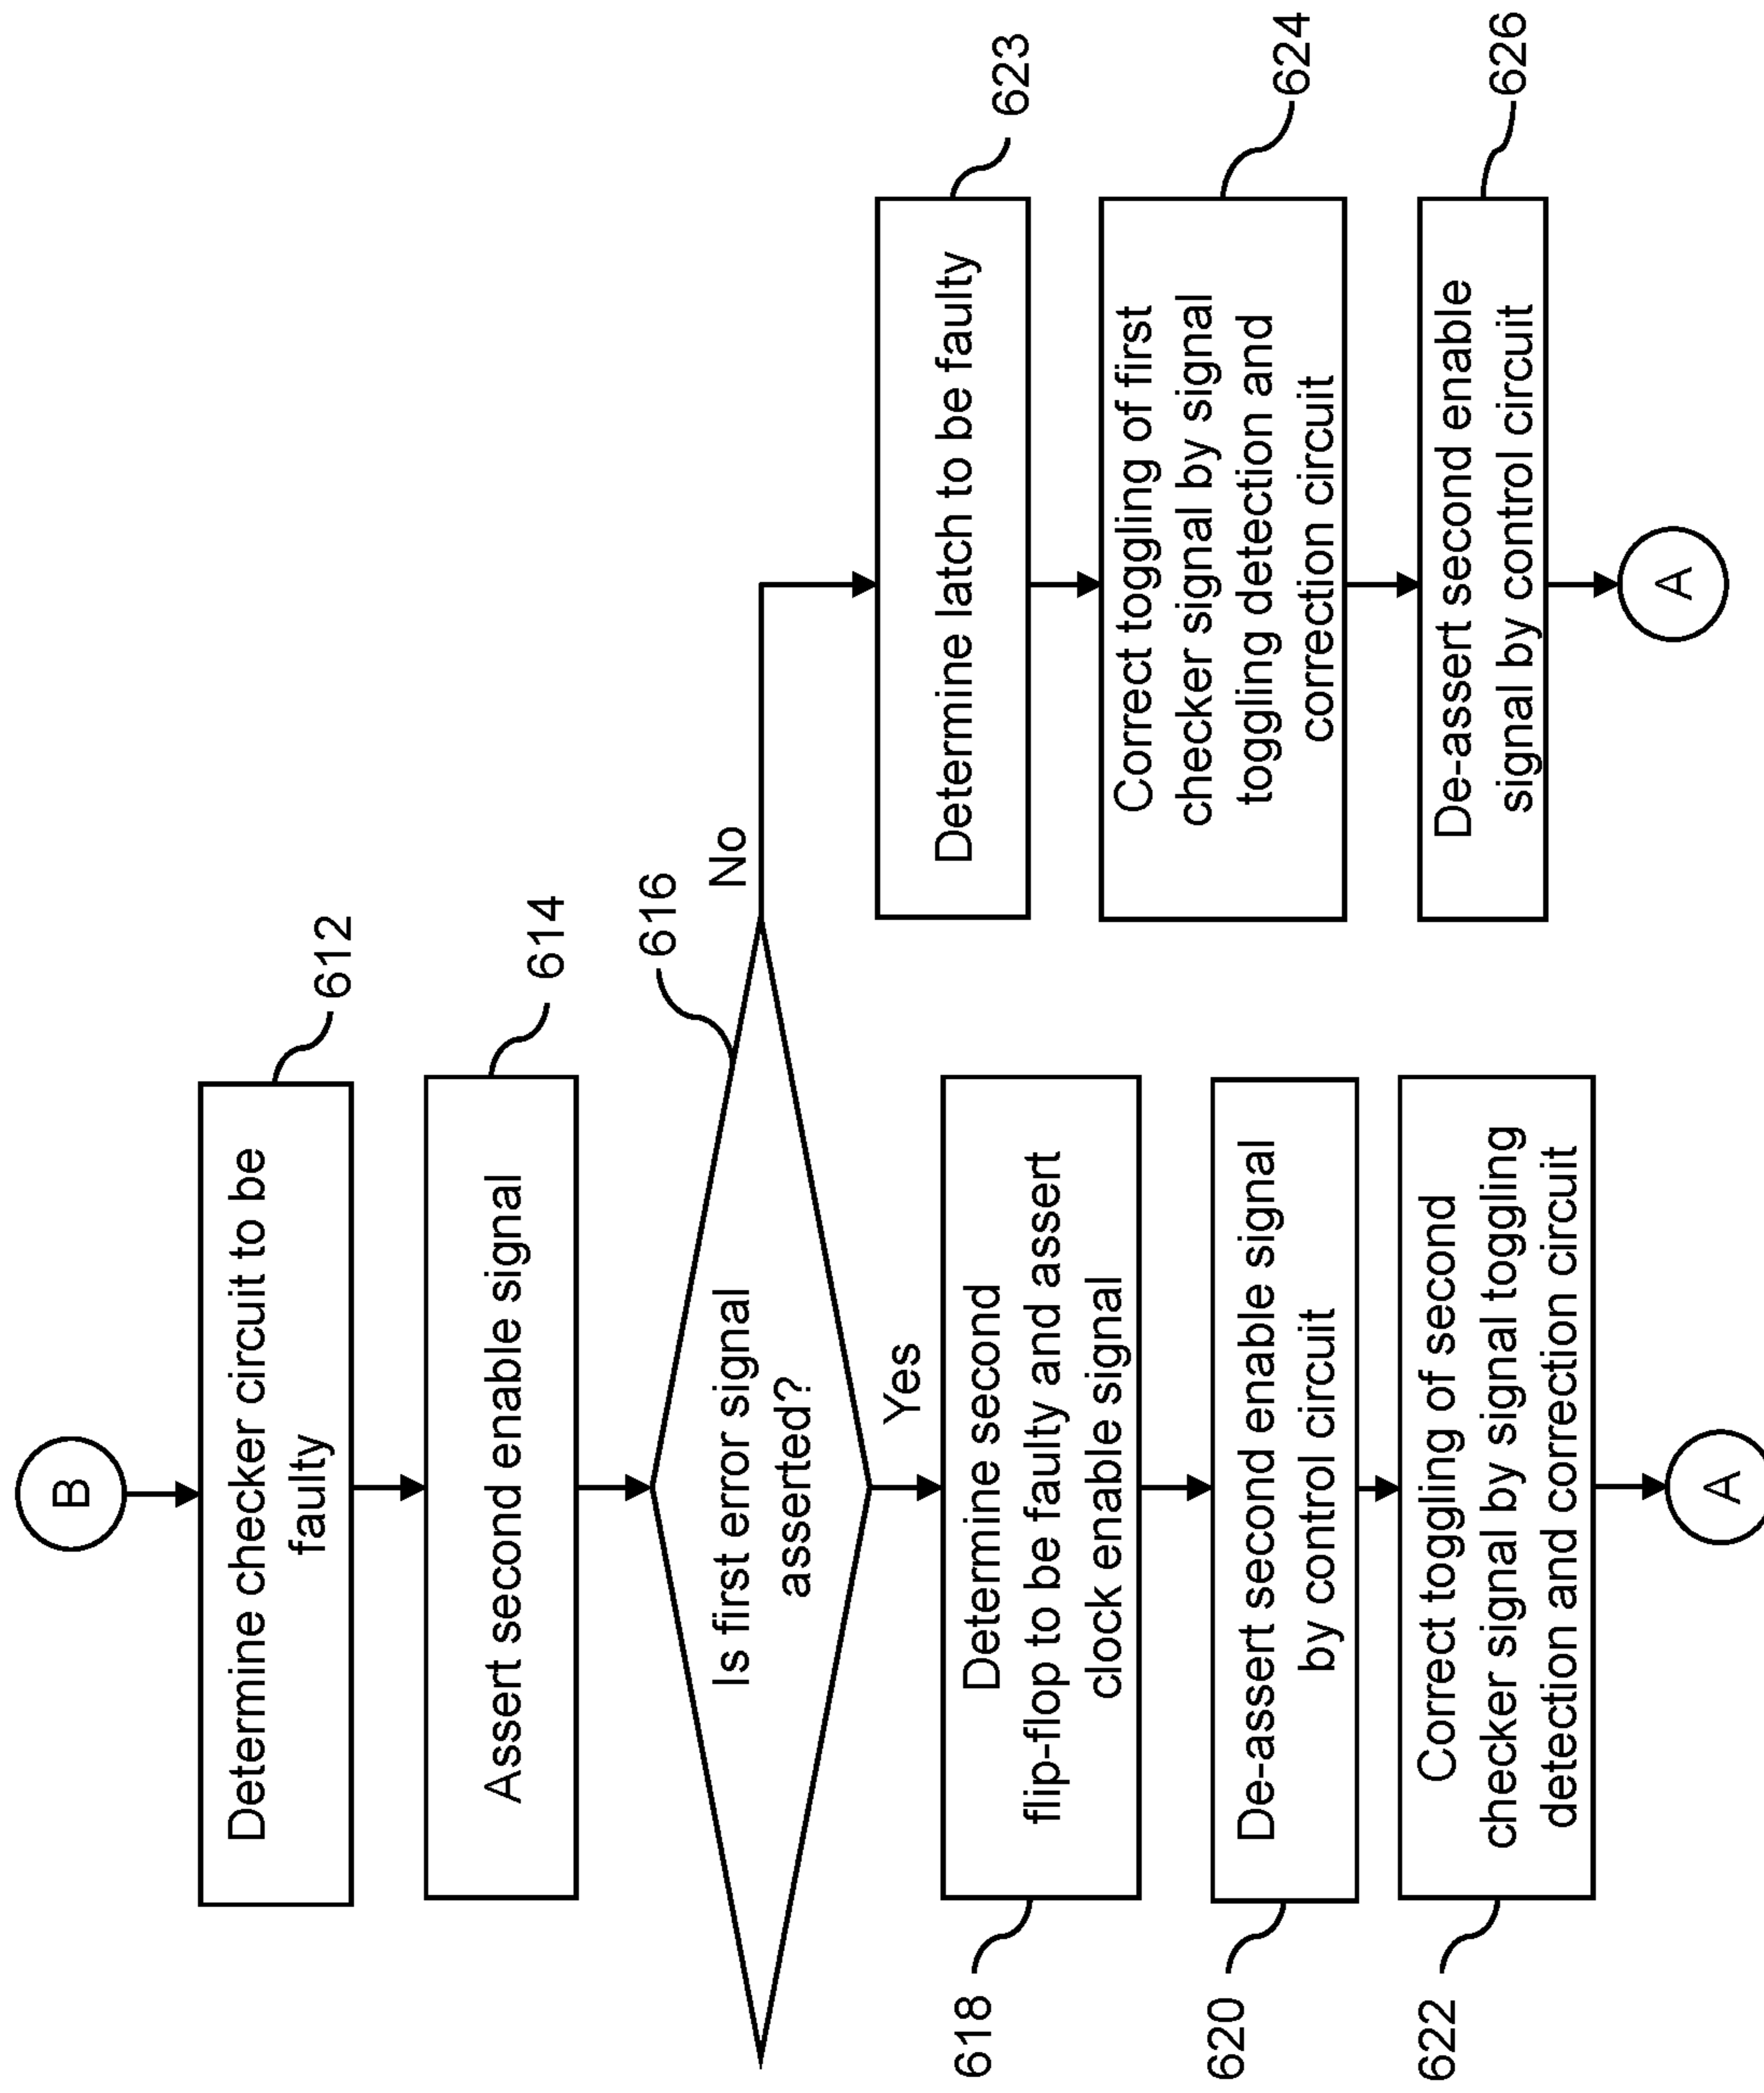 B
Determine checker circuit to be
faulty
612
Assert second enable signal
614
Is first error signal
asserted?
616
No
Yes
Determine second
flip-flop to be faulty and assert
clock enable signal
618
De-assert second enable signal
by control circuit
620
Correct toggling of second
checker signal by signal toggling
detection and correction circuit
622
A
Determine latch to be faulty
623
Correct toggling of first
checker signal by signal
toggling detection and
correction circuit
624
De-assert second enable
signal by control circuit
626
A